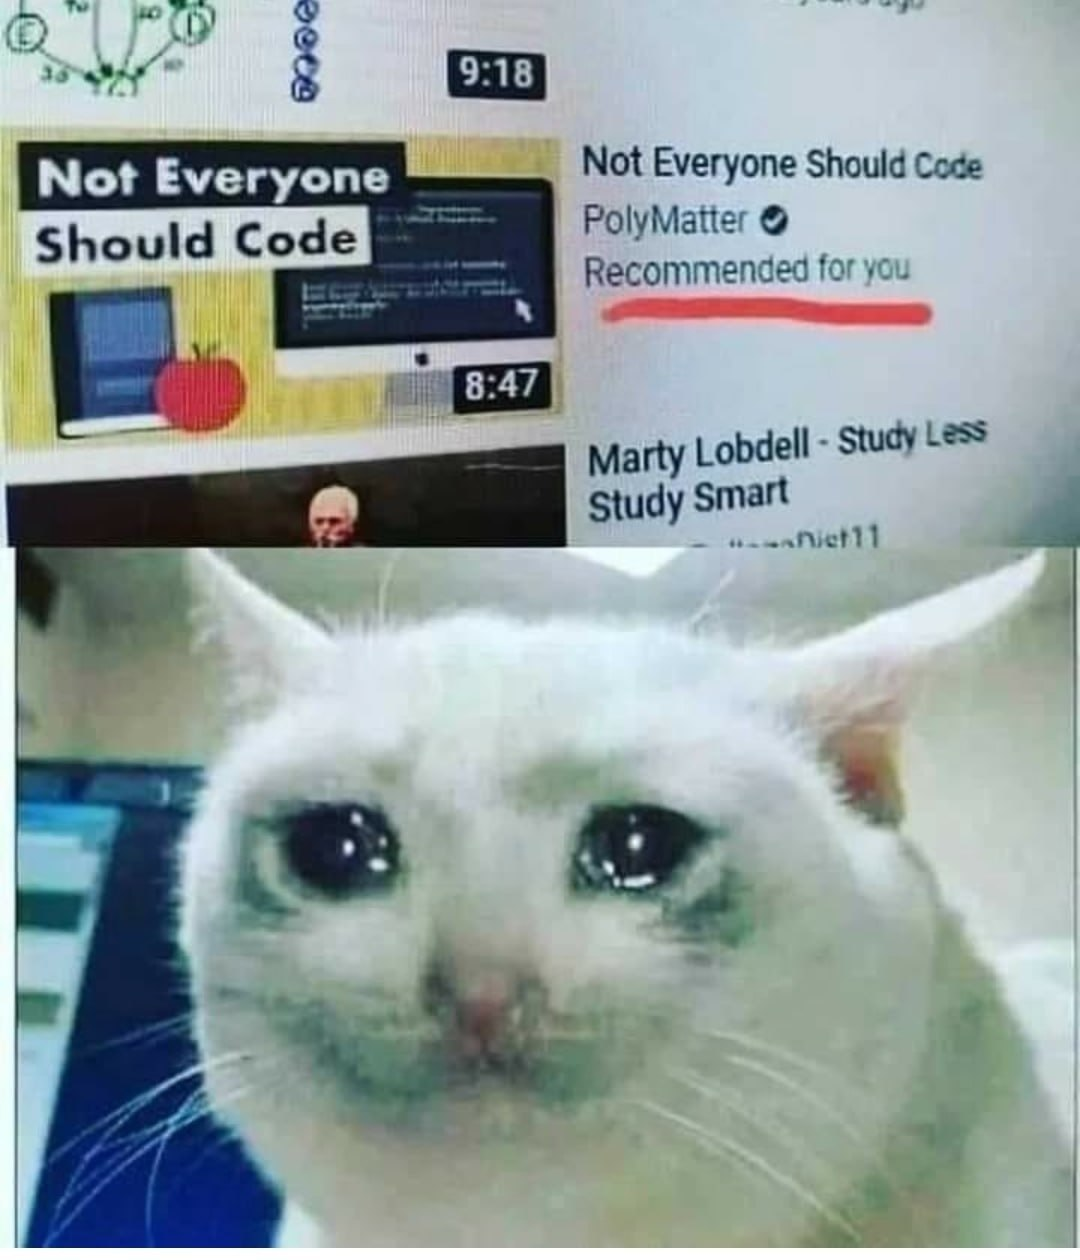 9:18
Not Everyone
Should Code
8:47
Not Everyone Should Code
PolyMatter
Recommended for you
Marty Lobdell - Study Less
Study Smart